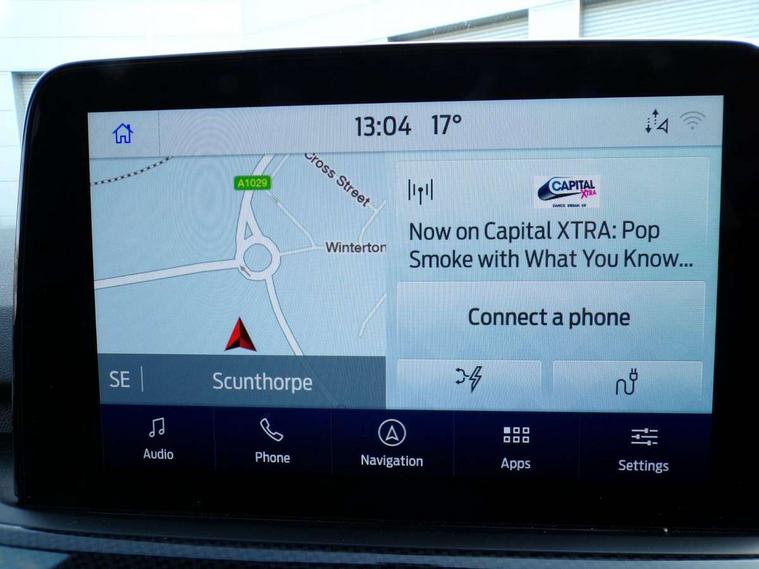 13:04 17°
A1029
Cross Street
Winterton
CAPITAL
XTRA
Now on Capital XTRA: Pop
Smoke with What You Know...
Connect a phone
SE
Scunthorpe
Audio
Phone
Navigation
Apps
Settings